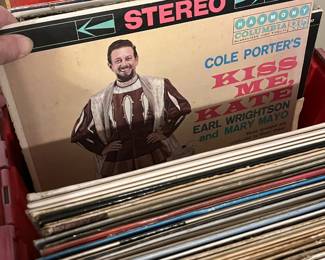 STEREO
HARMONY
COLUMBIA
COLE PORTER'S
KISS
ME,
KATE
EARL WRIGHTSON
and MARY MAYO